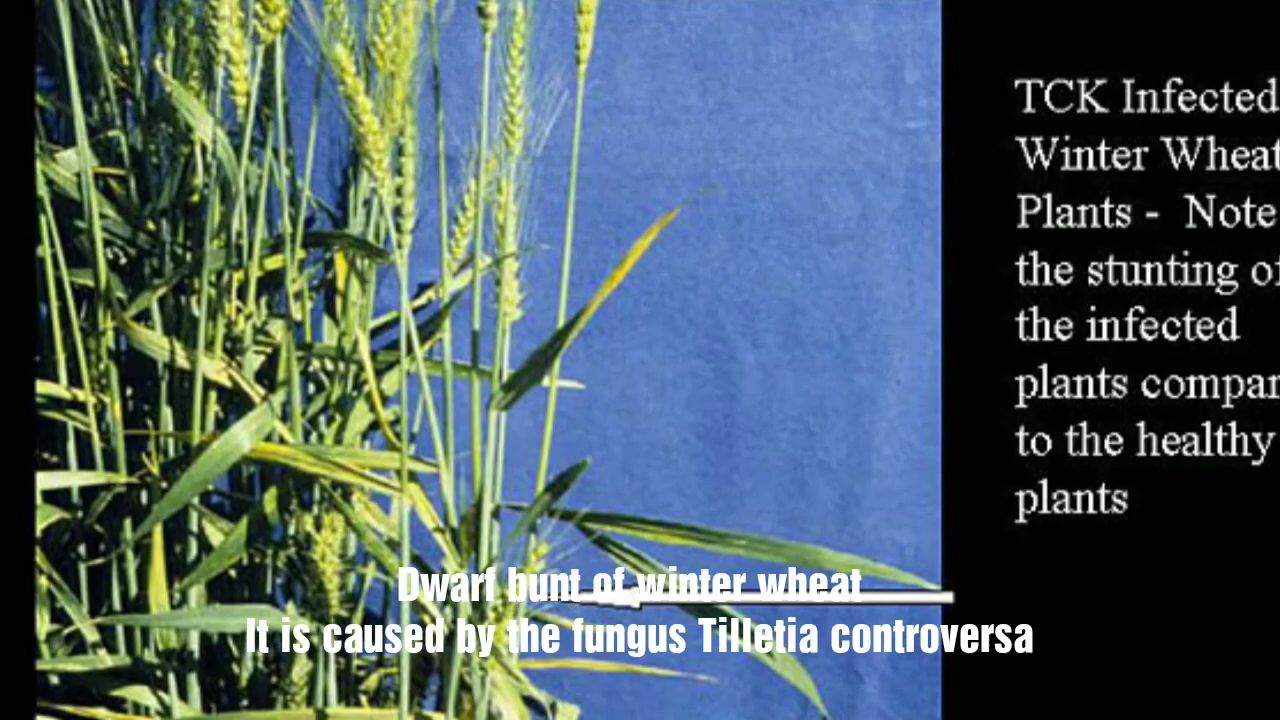 TCK Infected
Winter Wheat
Plants - Note
the stunting of
the infected
plants compar
to the healthy
plants
Dwarf bunt of winter wheat
It is caused by the fungus Tilletia controversa